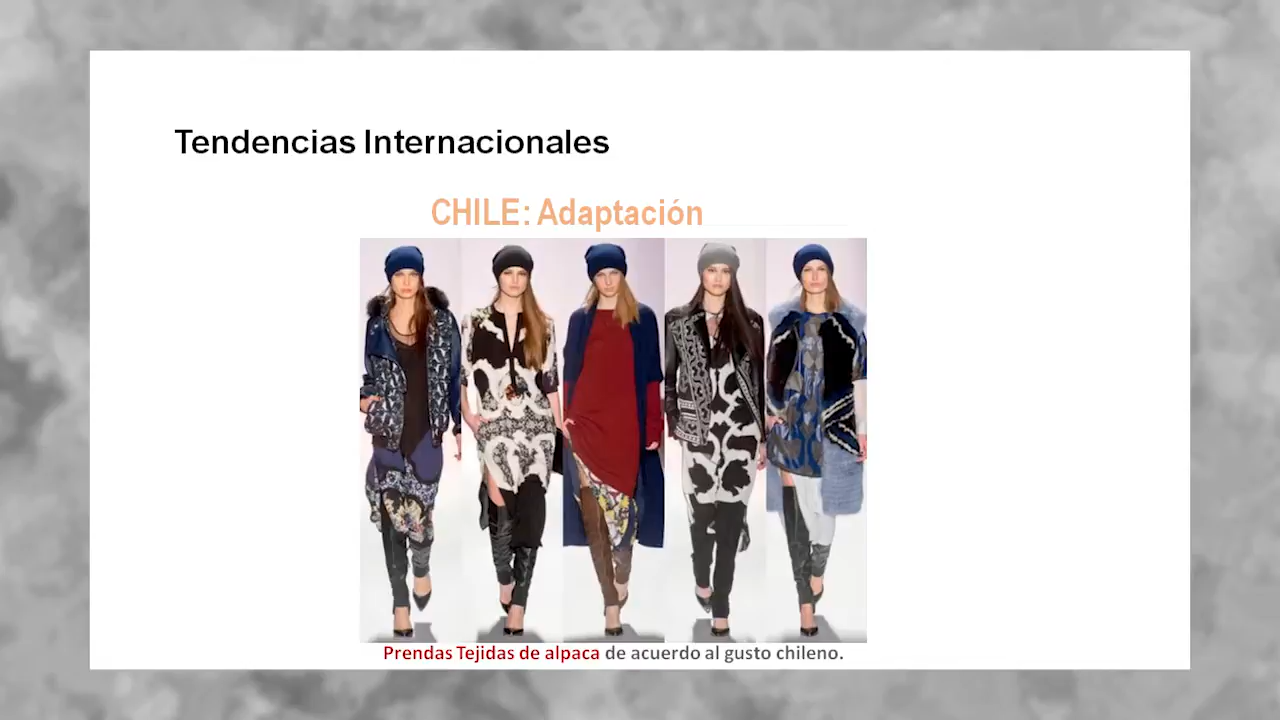 Tendencias Internacionales
CHILE: Adaptación
Prendas Tejidas de alpaca de acuerdo al gusto chileno.